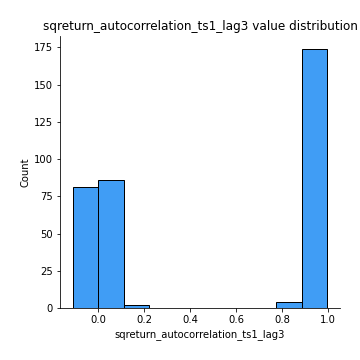 sqreturn_autocorrelation_ts1_lag3 value distribution
175
150
125
100
75
50
25
0
Count
0.0 0.2 0.4 0.6 0.8 1.0
sqreturn_autocorrelation_ts1_lag3